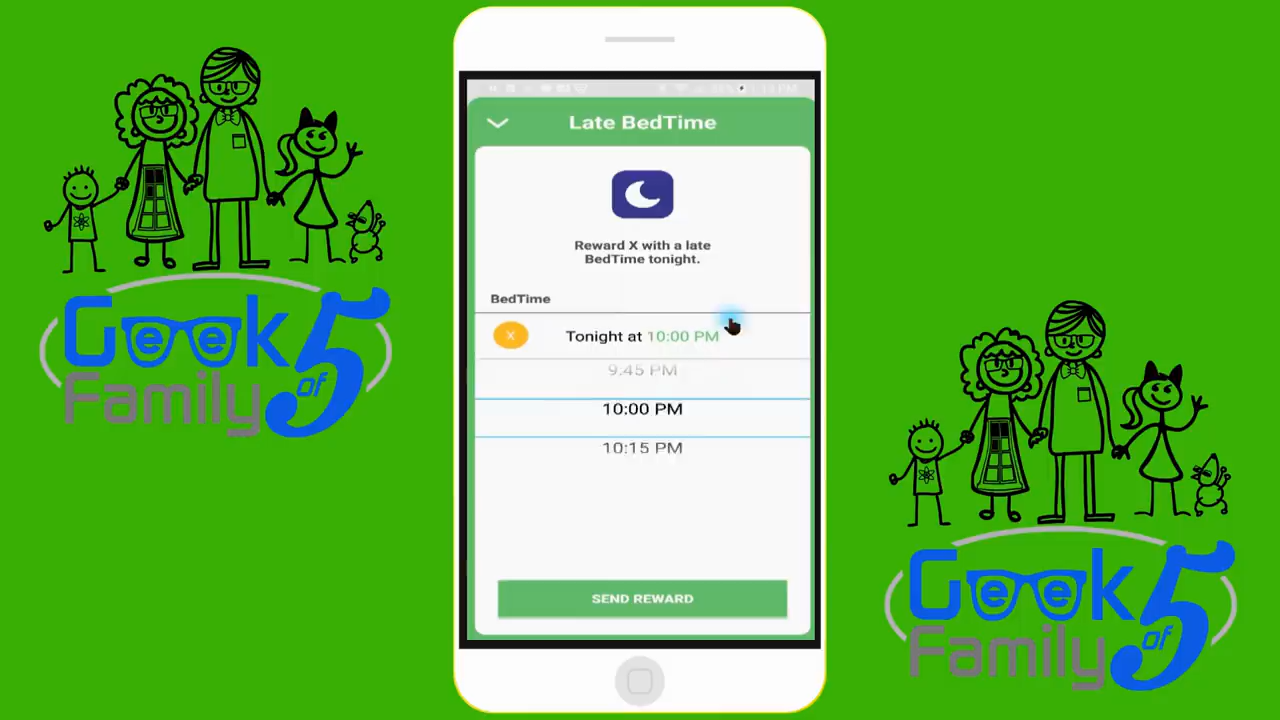 Late BedTime
Reward X with a late
BedTime tonight.
BedTime
X
Tonight at 10:00 PM
9:45 PM
10:00 PM
10:15 PM
SEND REWARD
Geek
of 5
Family
Geek
of 5
Family